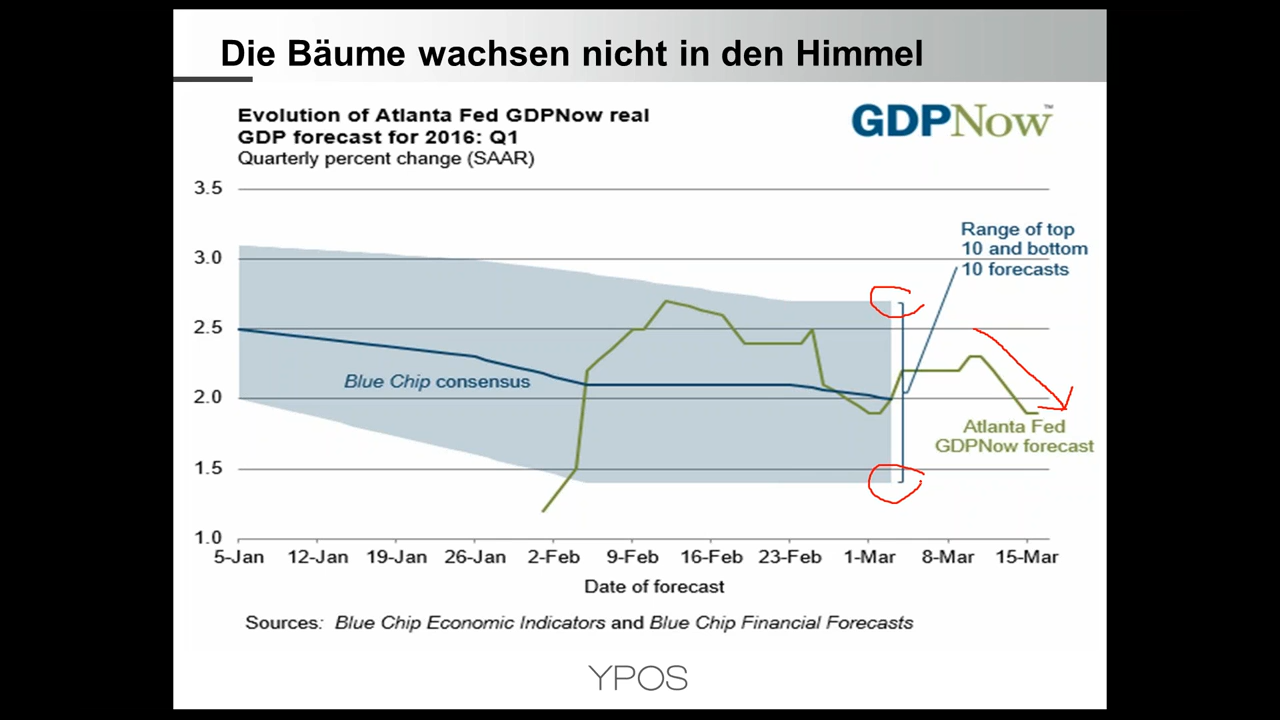 Die Bäume wachsen nicht in den Himmel
Evolution of Atlanta Fed GDPNow real
GDP forecast for 2016: Q1
Quarterly percent change (SAAR)
GDPNow™
3.5
3.0
2.5
2.0
1.5
1.0
Range of top
10 and bottom
10 forecasts
Blue Chip consensus
Atlanta Fed
GDPNow forecast
5-Jan 12-Jan 19-Jan 26-Jan 2-Feb 9-Feb 16-Feb 23-Feb 1-Mar 8-Mar 15-Mar
Date of forecast
Sources: Blue Chip Economic Indicators and Blue Chip Financial Forecasts
YPOS